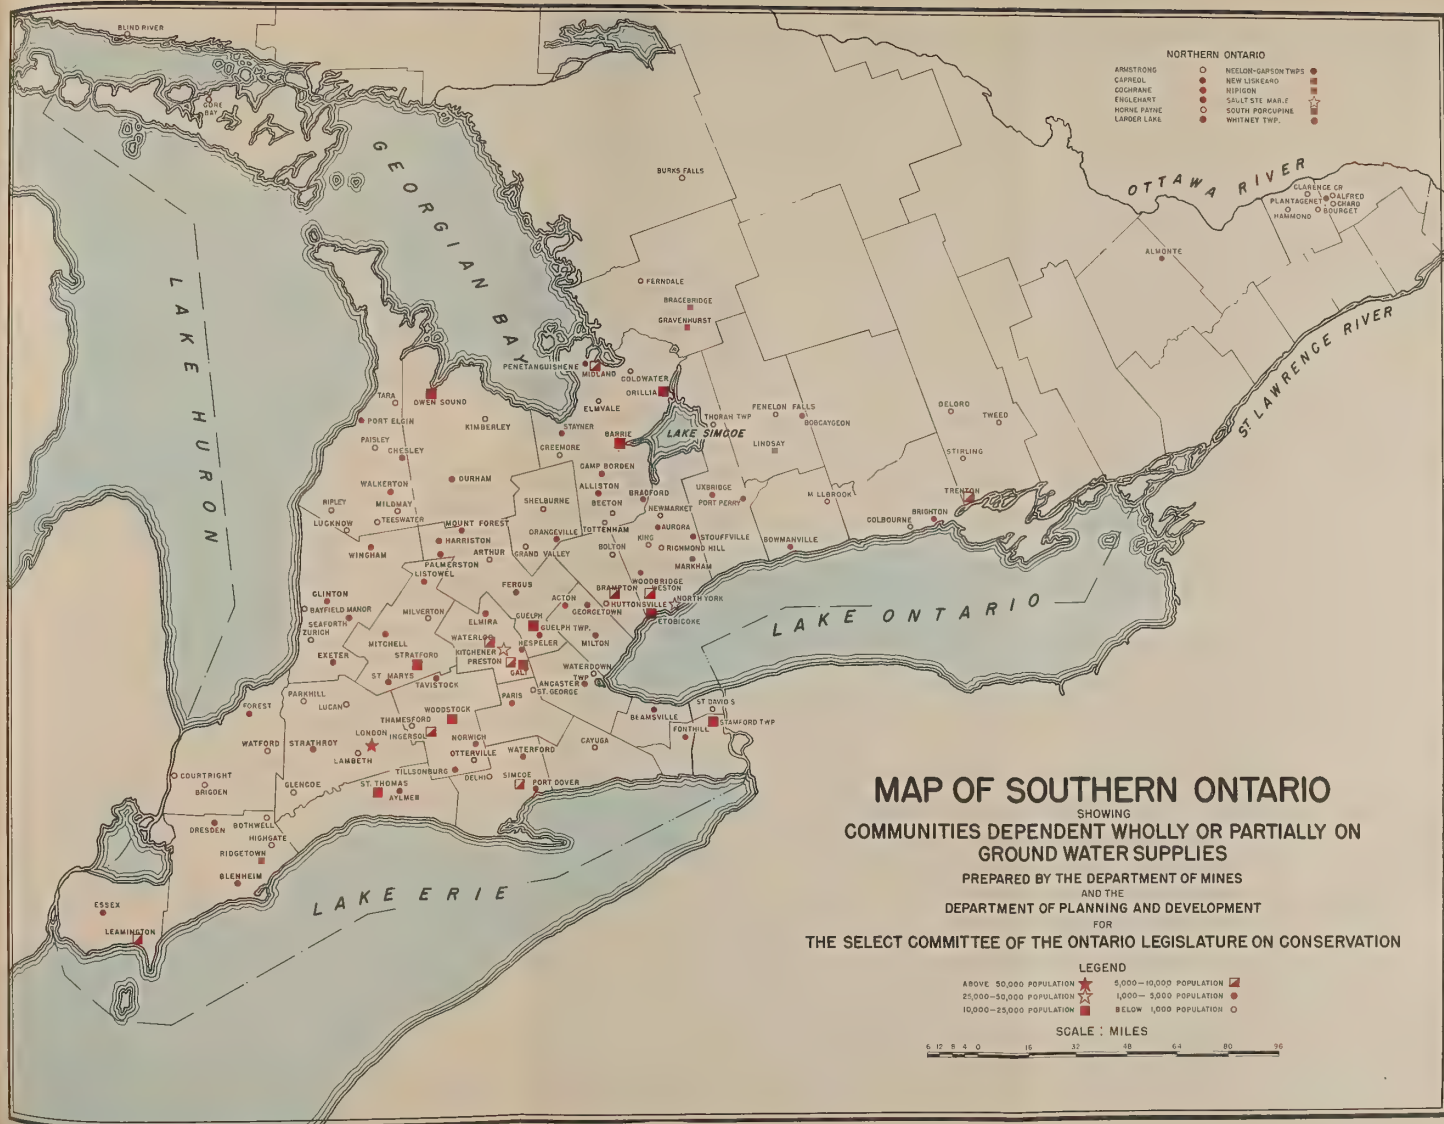 BLIND RIVER
GORE
BAY
NORTHERN ONTARIO
ARMSTRONG
CAPREOL
COCHRANE
ENGLEHART
HORNE PAYNE
LARDER LAKE
NEELON-GARSON TWPS
NEW LISKEARD
NIPIGON
SAULT STE MARIE
SOUTH PORCUPINE
WHITNEY TWP.
GEORGIAN BAY
LAKE HURON
OTTAWA RIVER
ST LAWRENCE RIVER
BURKS FALLS
CLARENCE CR
ALFRED
PLANTAGENET
CHARD
HAMMOND
BOURGET
ALMONTE
FERNDALE
BRACEBRIDGE
GRAVENHURST
PENETANGUISHENE
MIDLAND
COLDWATER
ORILLIA
ELMVALE
TARA
OWEN SOUND
PORT ELGIN
KIMBERLEY
STAYNER
BARRIE
LAKE SIMCOE
THORAH TWP
FENELON FALLS
BOBCAYGEON
DELORO
TWEED
PAISLEY
CHESLEY
CREEMORE
LINDSAY
STIRLING
CAMP BORDEN
DURHAM
WALKERTON
ALLISTON
BRADFORD
UXBRIDGE
PORT PERRY
MILLBROOK
TRENTON
RIPLEY
MILDMAY
SHELBURNE
BEETON
NEWMARKET
LUCKNOW
TEESWATER
MOUNT FOREST
TOTTENHAM
AURORA
COLBOURNE
BRIGHTON
HARRISTON
ORANGEVILLE
KING
STOUFFVILLE
BOWMANVILLE
WINGHAM
ARTHUR
GRAND VALLEY
BOLTON
RICHMOND HILL
PALMERSTON
LISTOWEL
MARKHAM
WOODBRIDGE
FERGUS
BRAMPTON
WESTON
CLINTON
ACTON
GEORGETOWN
HUTTONSVILLE
NORTH YORK
BAYFIELD MANOR
MILVERTON
ELMIRA
GUELPH
ETOBICOKE
SEAFORTH
ZURICH
GUELPH TWP.
LAKE ONTARIO
MITCHELL
WATERLOO
HESPELER
MILTON
EXETER
STRATFORD
KITCHENER
PRESTON
GALT
WATERDOWN
ST MARYS
TAVISTOCK
ANCASTER TWP
ST. GEORGE
PARKHILL
LUCAN
PARIS
FOREST
WOODSTOCK
BEAMSVILLE
ST DAVIDS
THAMESFORD
STAMFORD TWP
LONDON
INGERSOL
FONTHILL
WATFORD
STRATHROY
NORWICH
CAYUGA
LAMBETH
OTTERVILLE
WATERFORD
COURTRIGHT
TILLSONBURG
DELHI
SIMCOE
PORT DOVER
BRIGDEN
GLENCOE
ST. THOMAS
AYLMER
DRESDEN
BOTHWELL
HIGHGATE
RIDGETOWN
BLENHEIM
ESSEX
LEAMINGTON
LAKE ERIE
MAP OF SOUTHERN ONTARIO
SHOWING
COMMUNITIES DEPENDENT WHOLLY OR PARTIALLY ON
GROUND WATER SUPPLIES
PREPARED BY THE DEPARTMENT OF MINES
AND THE
DEPARTMENT OF PLANNING AND DEVELOPMENT
FOR
THE SELECT COMMITTEE OF THE ONTARIO LEGISLATURE ON CONSERVATION
LEGEND
ABOVE 50,000 POPULATION
25,000-50,000 POPULATION
10,000-25,000 POPULATION
5,000-10,000 POPULATION
1,000-5,000 POPULATION
BELOW 1,000 POPULATION
SCALE : MILES
6 12 8 4 0 16 32 48 64 80 96